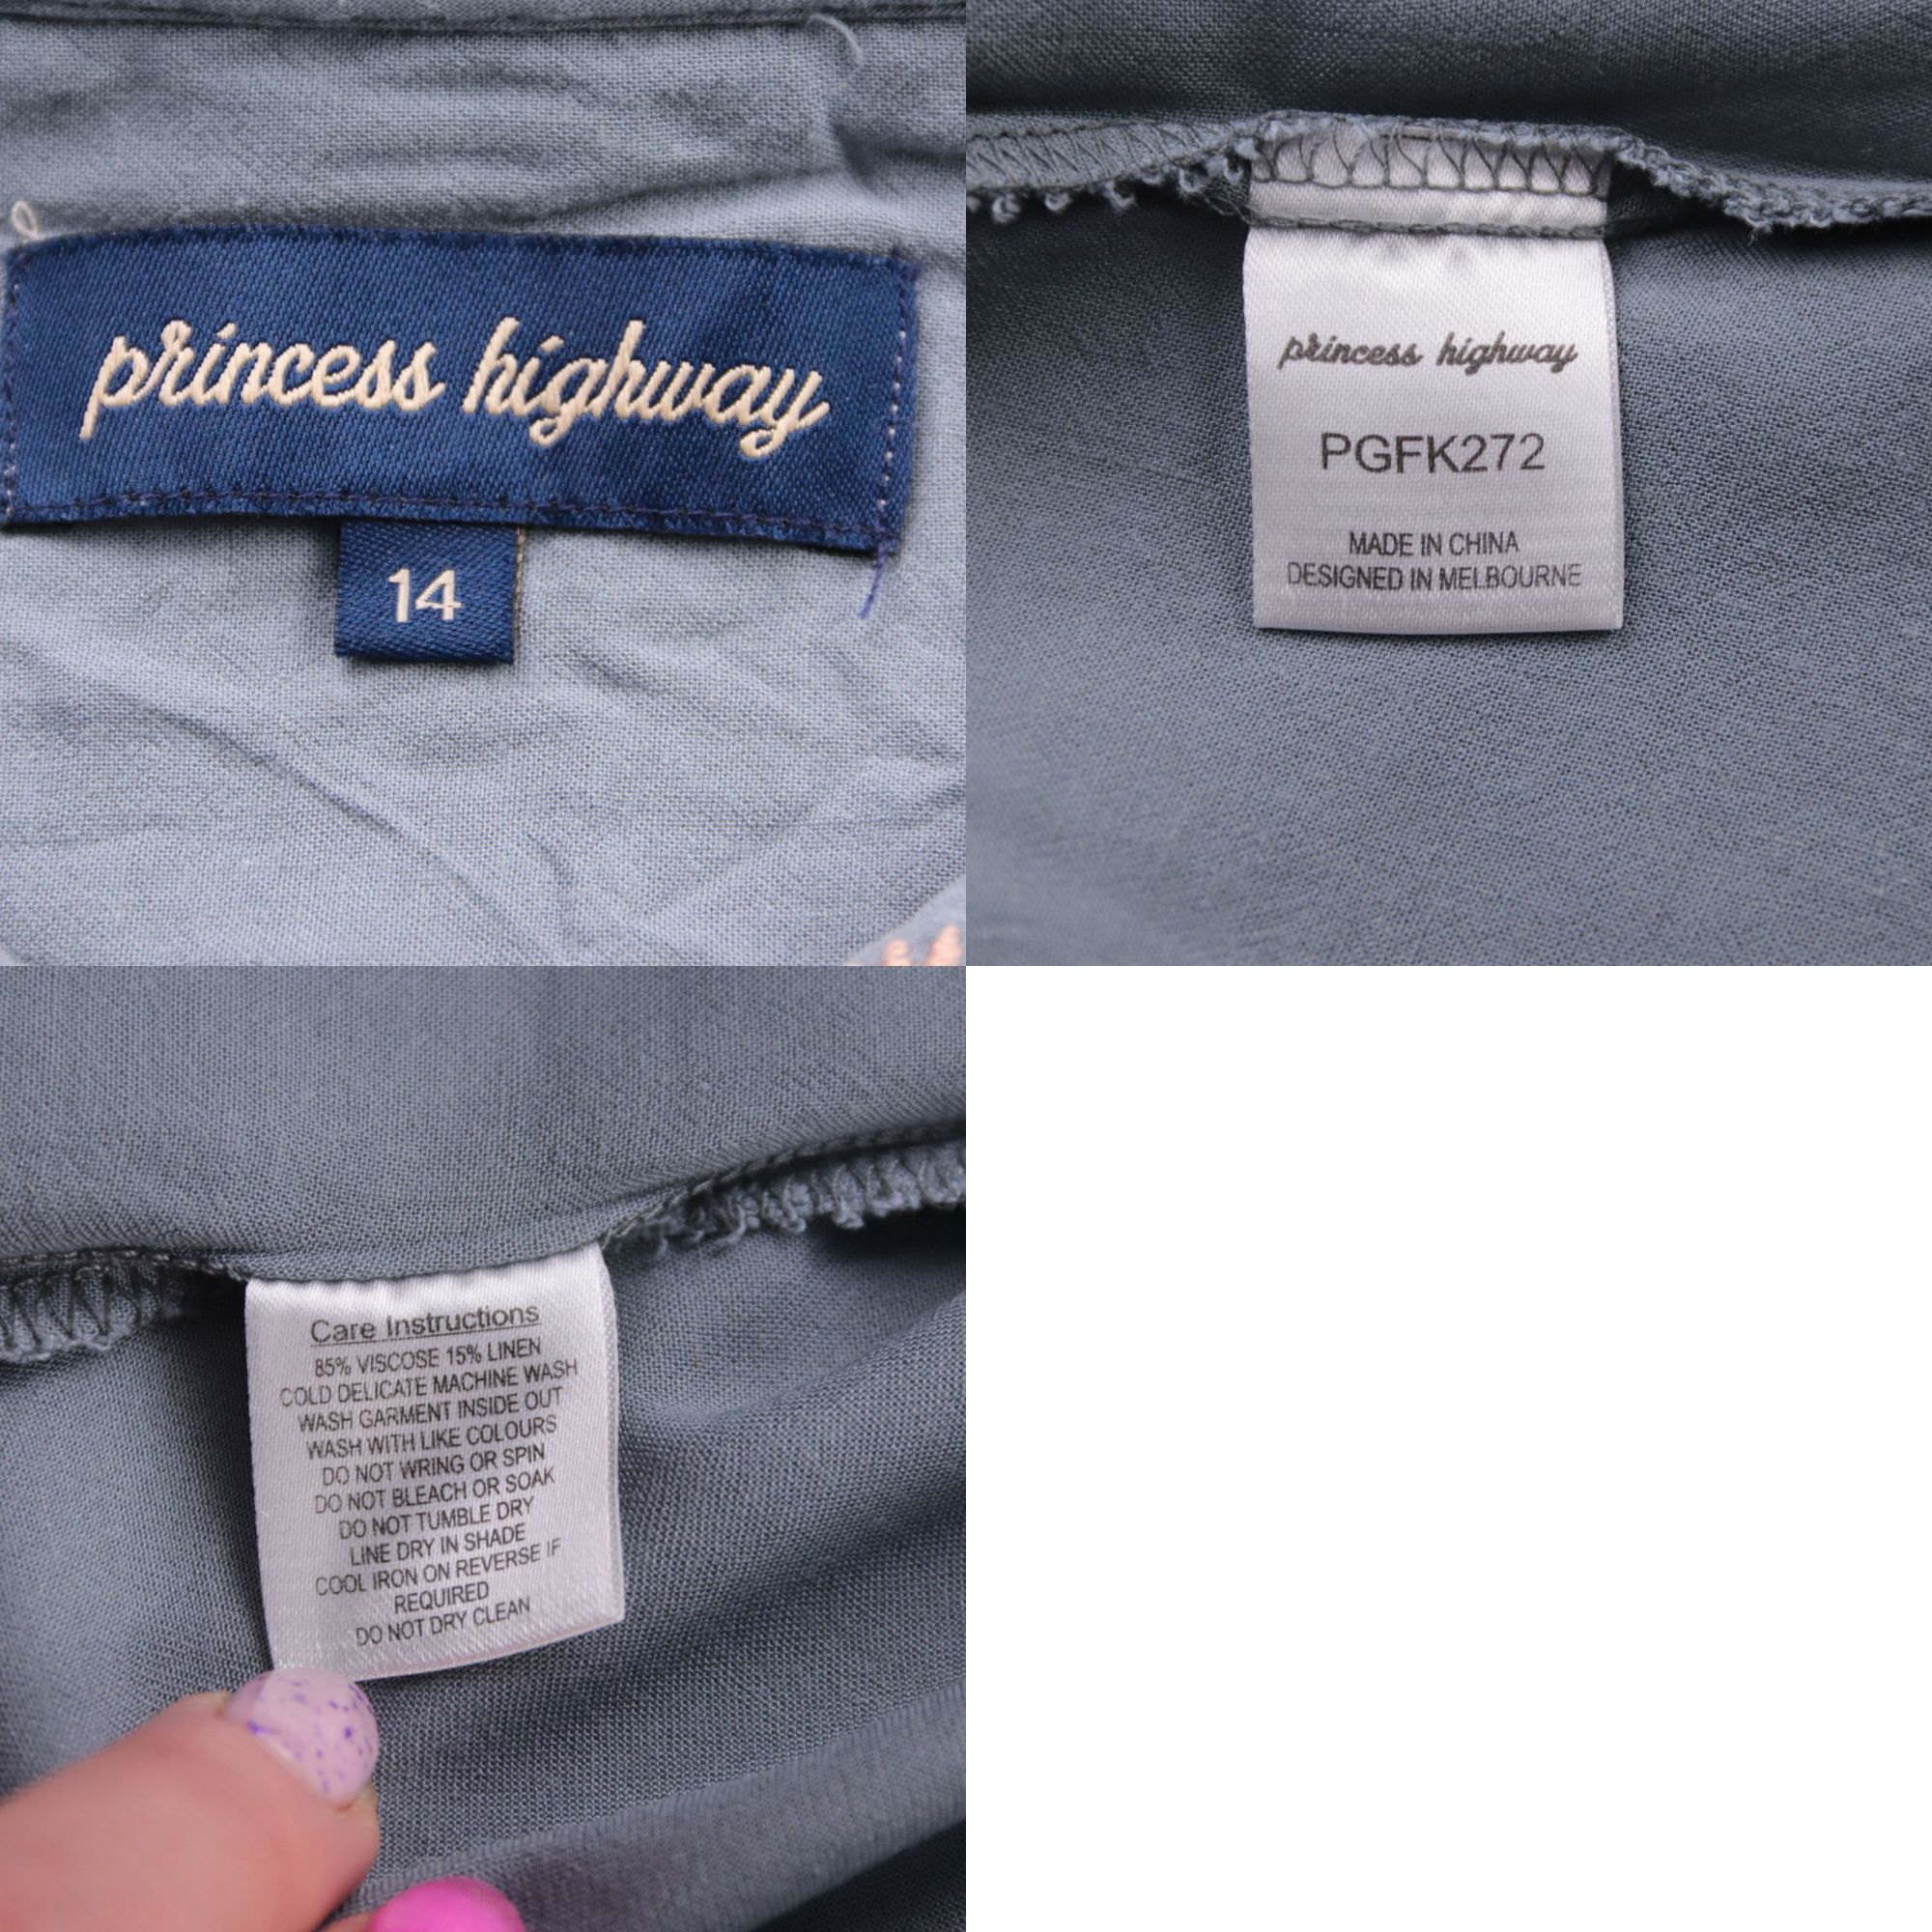 princess highway
14
princess highway
PGFK272
MADE IN CHINA
DESIGNED IN MELBOURNE
Care Instructions
85% VISCOSE 15% LINEN
COLD DELICATE MACHINE WASH
WASH GARMENT INSIDE OUT
WASH WITH LIKE COLOURS
DO NOT WRING OR SPIN
DO NOT BLEACH OR SOAK
DO NOT TUMBLE DRY
LINE DRY IN SHADE
COOL IRON ON REVERSE IF
REQUIRED
DO NOT DRY CLEAN